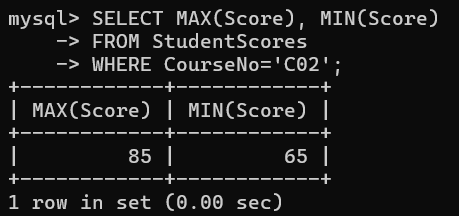 mysql> SELECT MAX(Score), MIN(Score)
    -> FROM StudentScores
    -> WHERE CourseNo='C02';
+------------+------------+
| MAX(Score) | MIN(Score) |
+------------+------------+
|         85 |         65 |
+------------+------------+
1 row in set (0.00 sec)